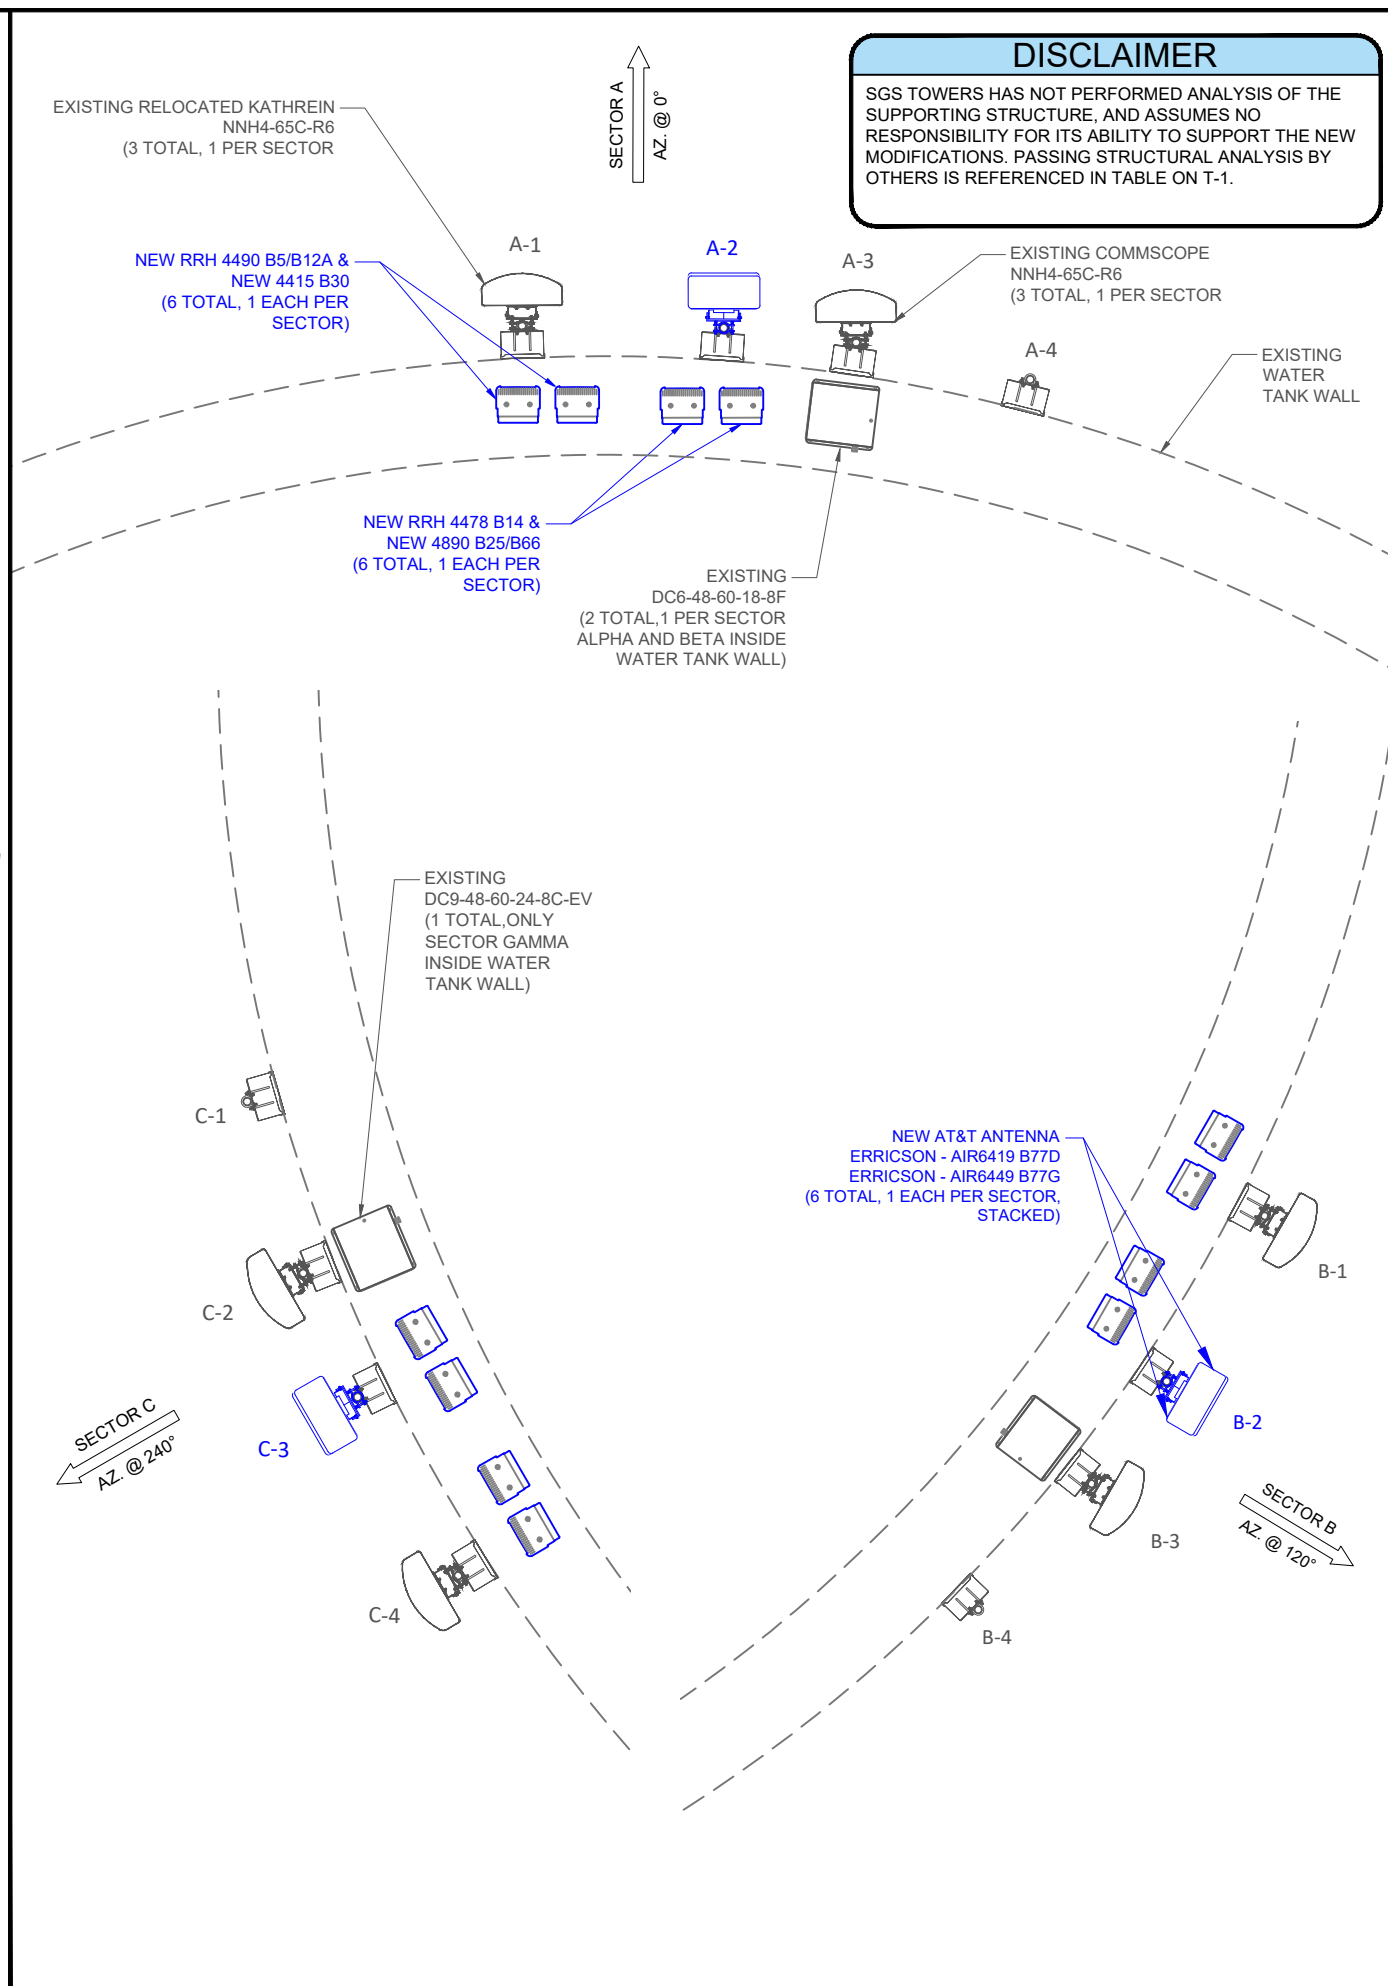 SECTOR A
AZ. @ 0°
DISCLAIMER
SGS TOWERS HAS NOT PERFORMED ANALYSIS OF THE
SUPPORTING STRUCTURE, AND ASSUMES NO
RESPONSIBILITY FOR ITS ABILITY TO SUPPORT THE NEW
MODIFICATIONS. PASSING STRUCTURAL ANALYSIS BY
OTHERS IS REFERENCED IN TABLE ON T-1.
EXISTING RELOCATED KATHREIN
NNH4-65C-R6
(3 TOTAL, 1 PER SECTOR
A-1
A-2
A-3
A-4
NEW RRH 4490 B5/B12A &
NEW 4415 B30
(6 TOTAL, 1 EACH PER
SECTOR)
EXISTING COMMSCOPE
NNH4-65C-R6
(3 TOTAL, 1 PER SECTOR
EXISTING
WATER
TANK WALL
NEW RRH 4478 B14 &
NEW 4890 B25/B66
(6 TOTAL, 1 EACH PER
SECTOR)
EXISTING
DC6-48-60-18-8F
(2 TOTAL,1 PER SECTOR
ALPHA AND BETA INSIDE
WATER TANK WALL)
EXISTING
DC9-48-60-24-8C-EV
(1 TOTAL,ONLY
SECTOR GAMMA
INSIDE WATER
TANK WALL)
C-1
C-2
C-3
C-4
SECTOR C
AZ. @ 240°
NEW AT&T ANTENNA
ERRICSON - AIR6419 B77D
ERRICSON - AIR6449 B77G
(6 TOTAL, 1 EACH PER SECTOR,
STACKED)
B-1
B-2
B-3
B-4
SECTOR B
AZ. @ 120°